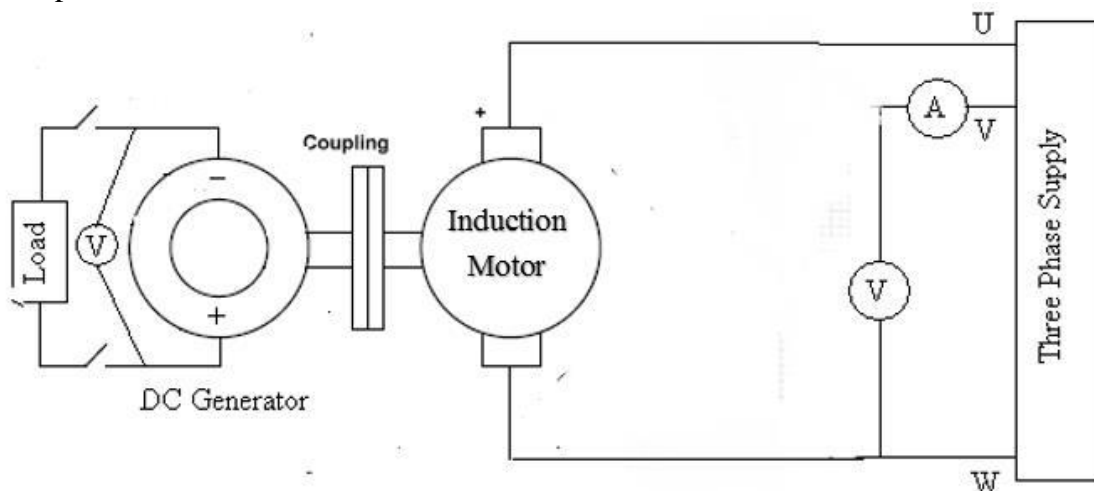 U
A
V
+
Coupling
Three Phase Supply
−
Load
V
Induction
Motor
V
+
DC Generator
W